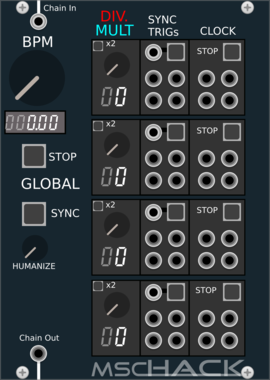 Chain In
BPM
000.00
STOP
GLOBAL
SYNC
HUMANIZE
Chain Out
DIV.
MULT
SYNC
TRIGs
CLOCK
x2
STOP
00
x2
STOP
00
x2
STOP
00
x2
STOP
00
MSCHACK